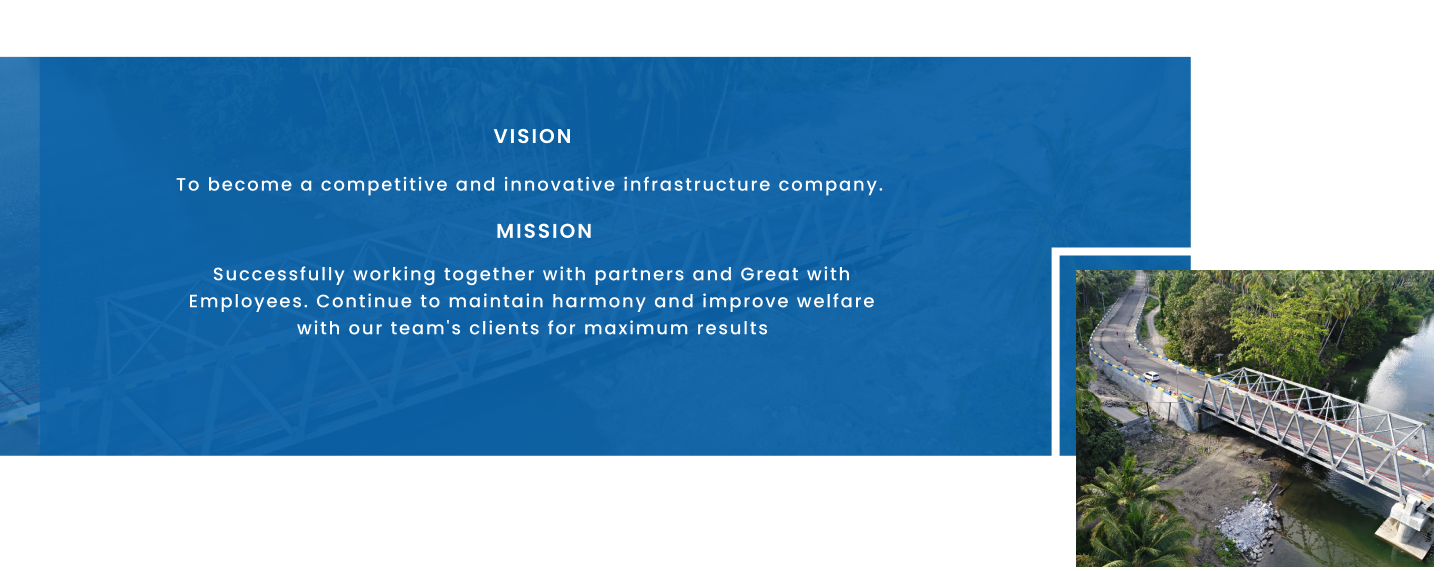 VISION
To become a competitive and innovative infrastructure company.
MISSION
Successfully working together with partners and Great with
Employees. Continue to maintain harmony and improve welfare
with our team's clients for maximum results